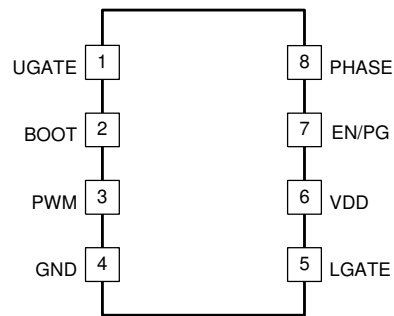 UGATE 1 8 PHASE
BOOT 2 7 EN/PG
PWM 3 6 VDD
GND 4 5 LGATE